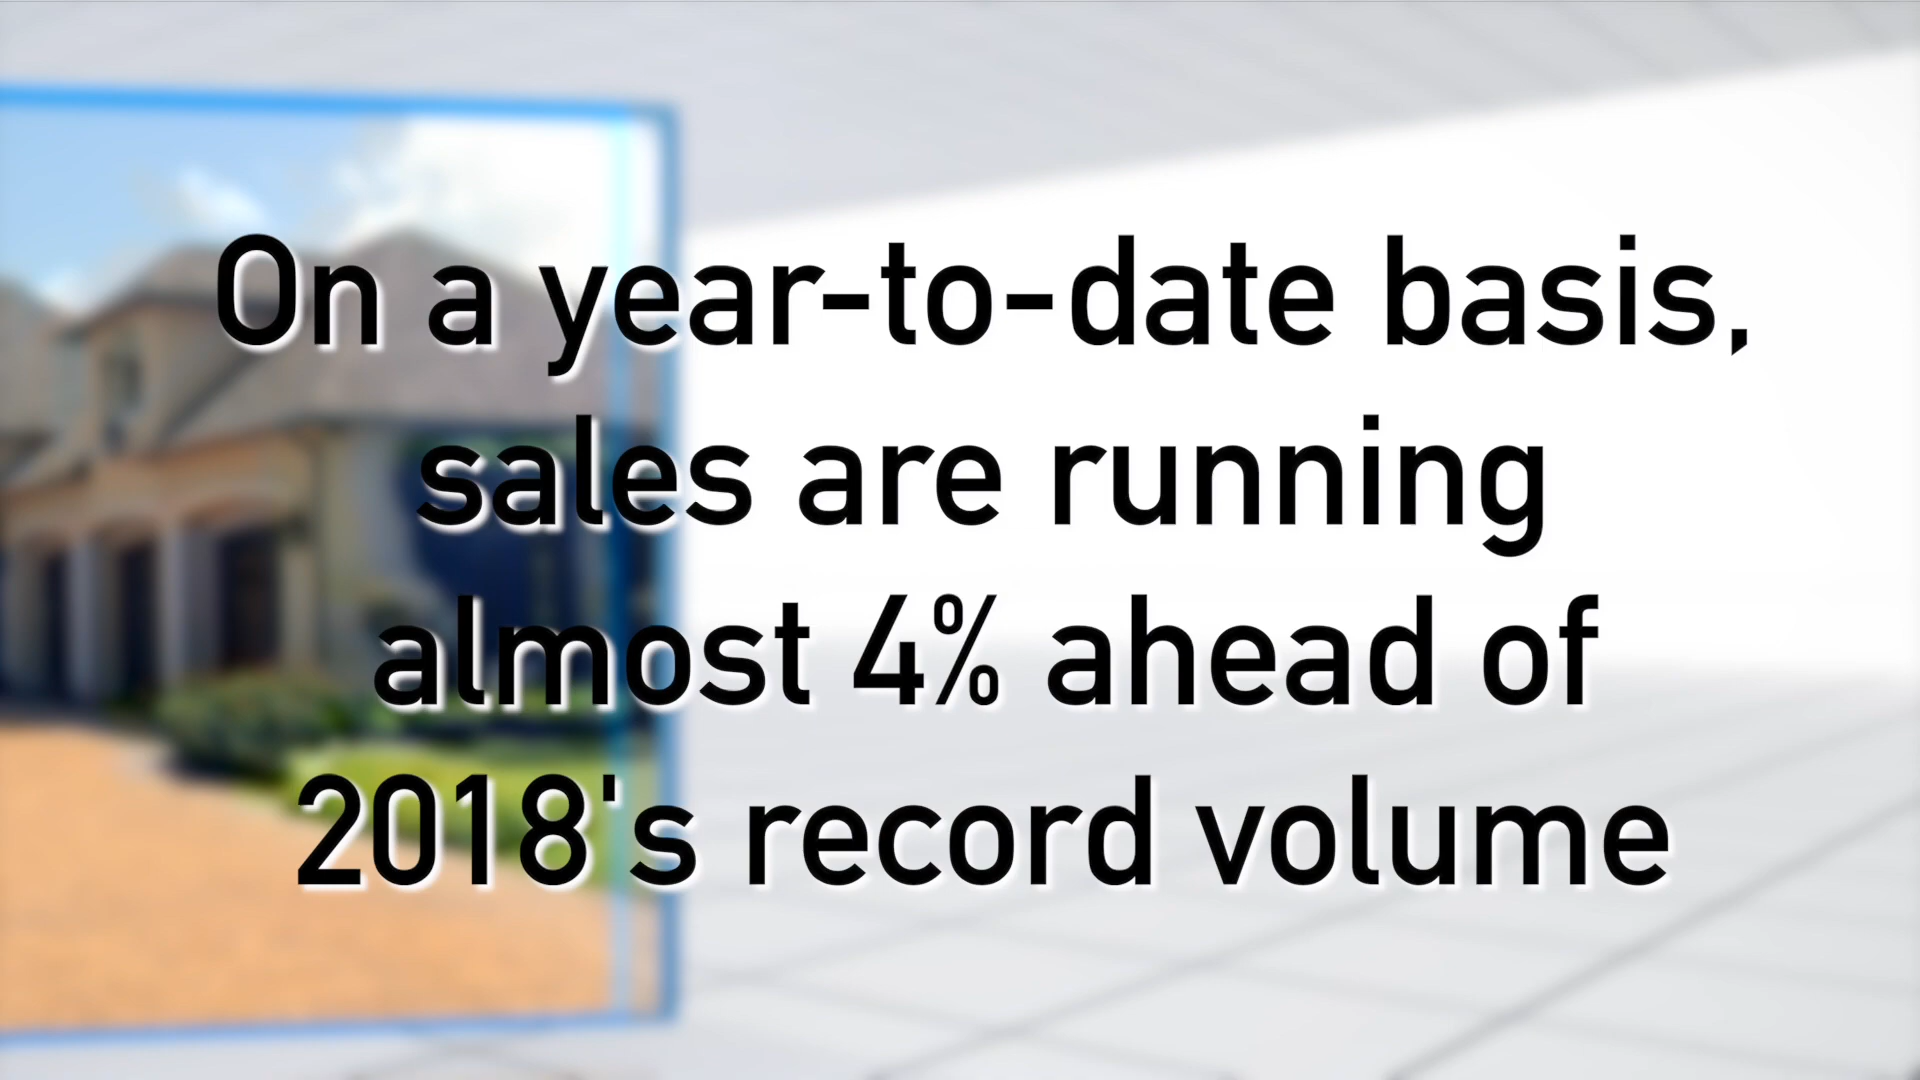 On a year-to-date basis,
sales are running
almost 4% ahead of
2018's record volume